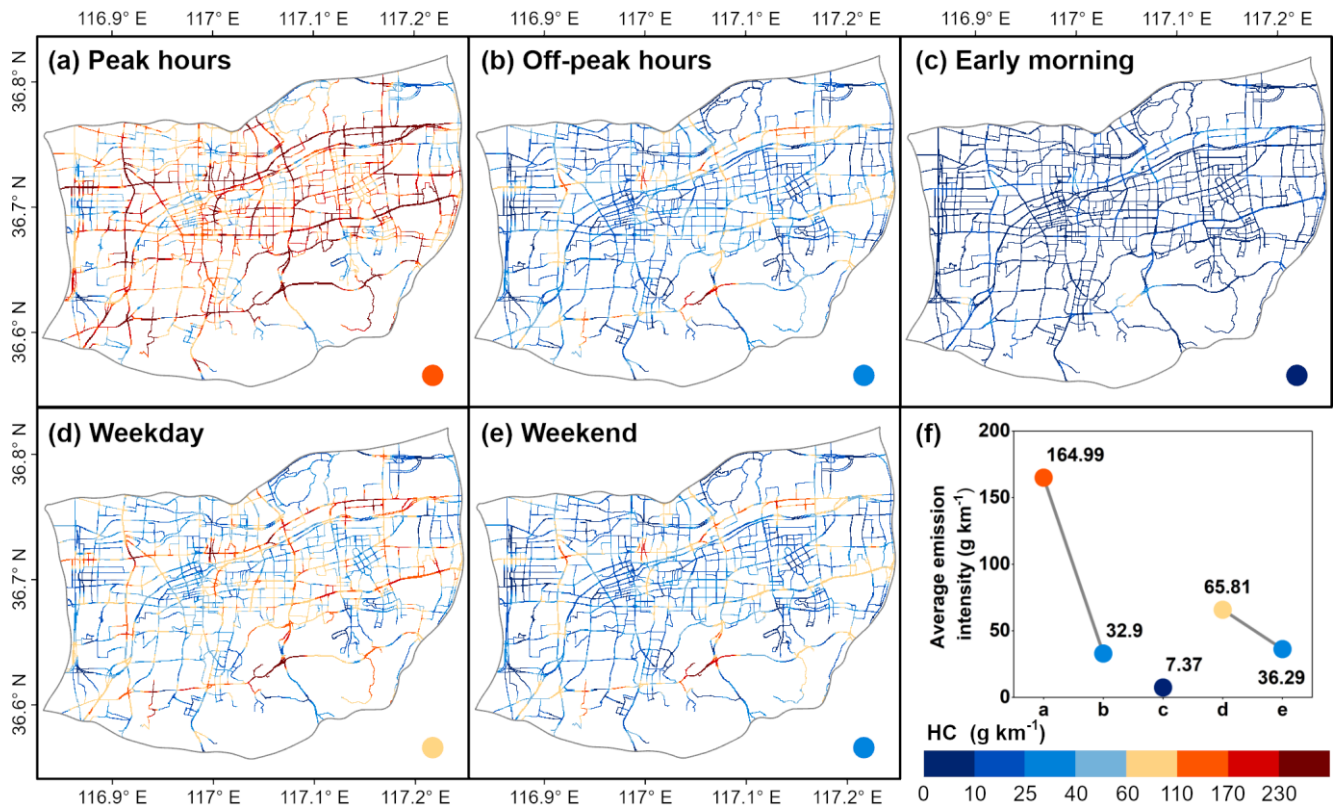 116.9° E 117° E 117.1° E 117.2° E 116.9° E 117° E 117.1° E 117.2° E 116.9° E 117° E 117.1° E 117.2° E
(a) Peak hours
(b) Off-peak hours
(c) Early morning
36.8° N
36.7° N
36.6° N
(d) Weekday
(e) Weekend
(f)
36.8° N
36.7° N
36.6° N
Average emission
intensity (g km⁻¹)
200
150
100
50
0
164.99
32.9
7.37
65.81
36.29
a b c d e
HC (g km⁻¹)
0 10 25 40 60 110 170 230
116.9° E 117° E 117.1° E 117.2° E 116.9° E 117° E 117.1° E 117.2° E